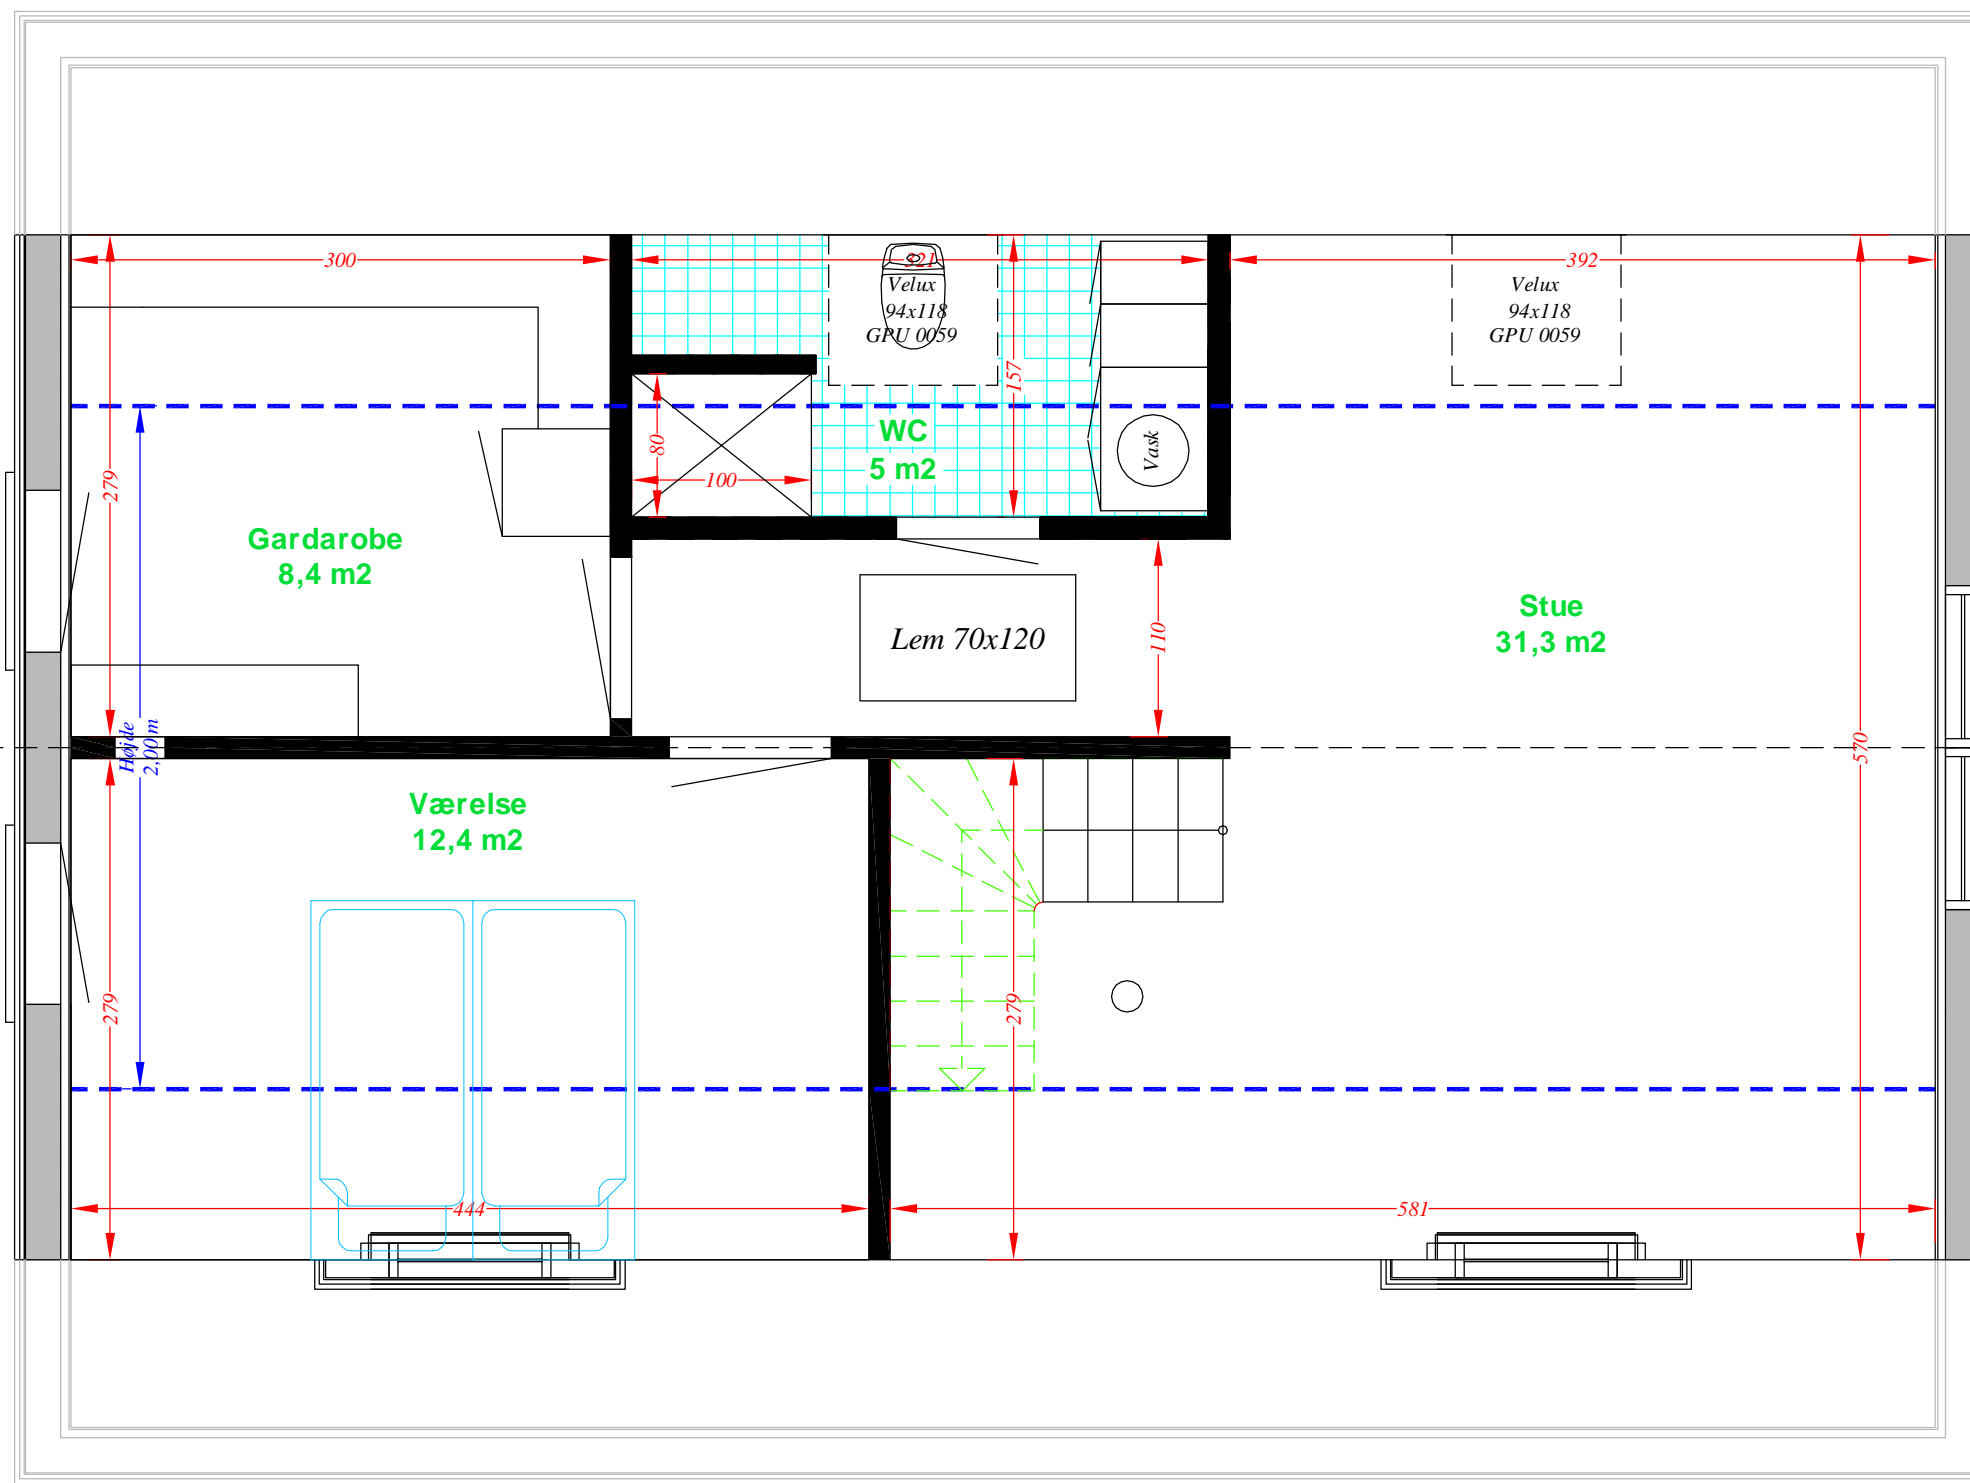 300
321
392
Velux
94x118
GPU 0059
Velux
94x118
GPU 0059
157
WC
5 m2
80
100
Vask
279
Gardarobe
8,4 m2
Lem 70x120
110
Stue
31,3 m2
Højde
2,00 m
570
Værelse
12,4 m2
279
279
444
581